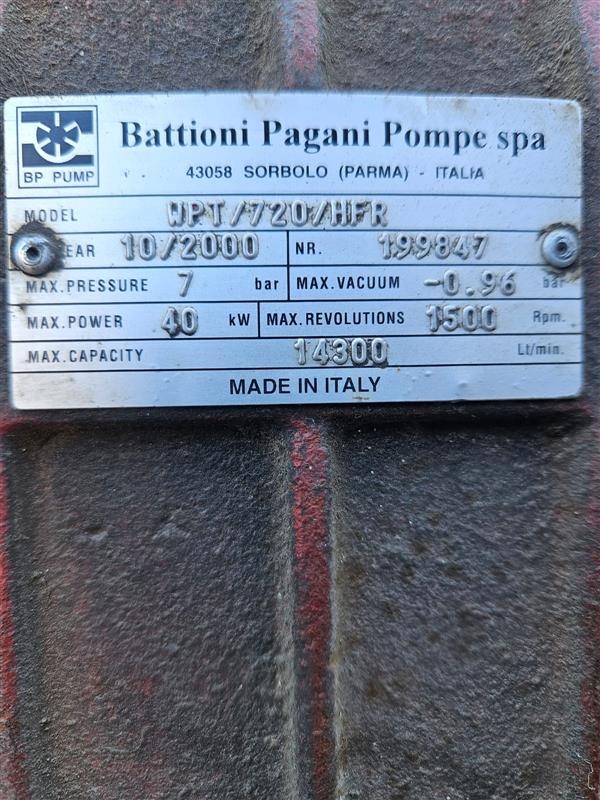 Battioni Pagani Pompe spa
BP PUMP
43058 SORBOLO (PARMA) - ITALIA
MODEL WPT/720/HFR
EAR 10/2000 NR. 199847
MAX.PRESSURE 7 bar MAX.VACUUM -0.96 bar
MAX.POWER 40 kW MAX.REVOLUTIONS 1500 Rpm.
MAX.CAPACITY 14300 Lt/min.
MADE IN ITALY